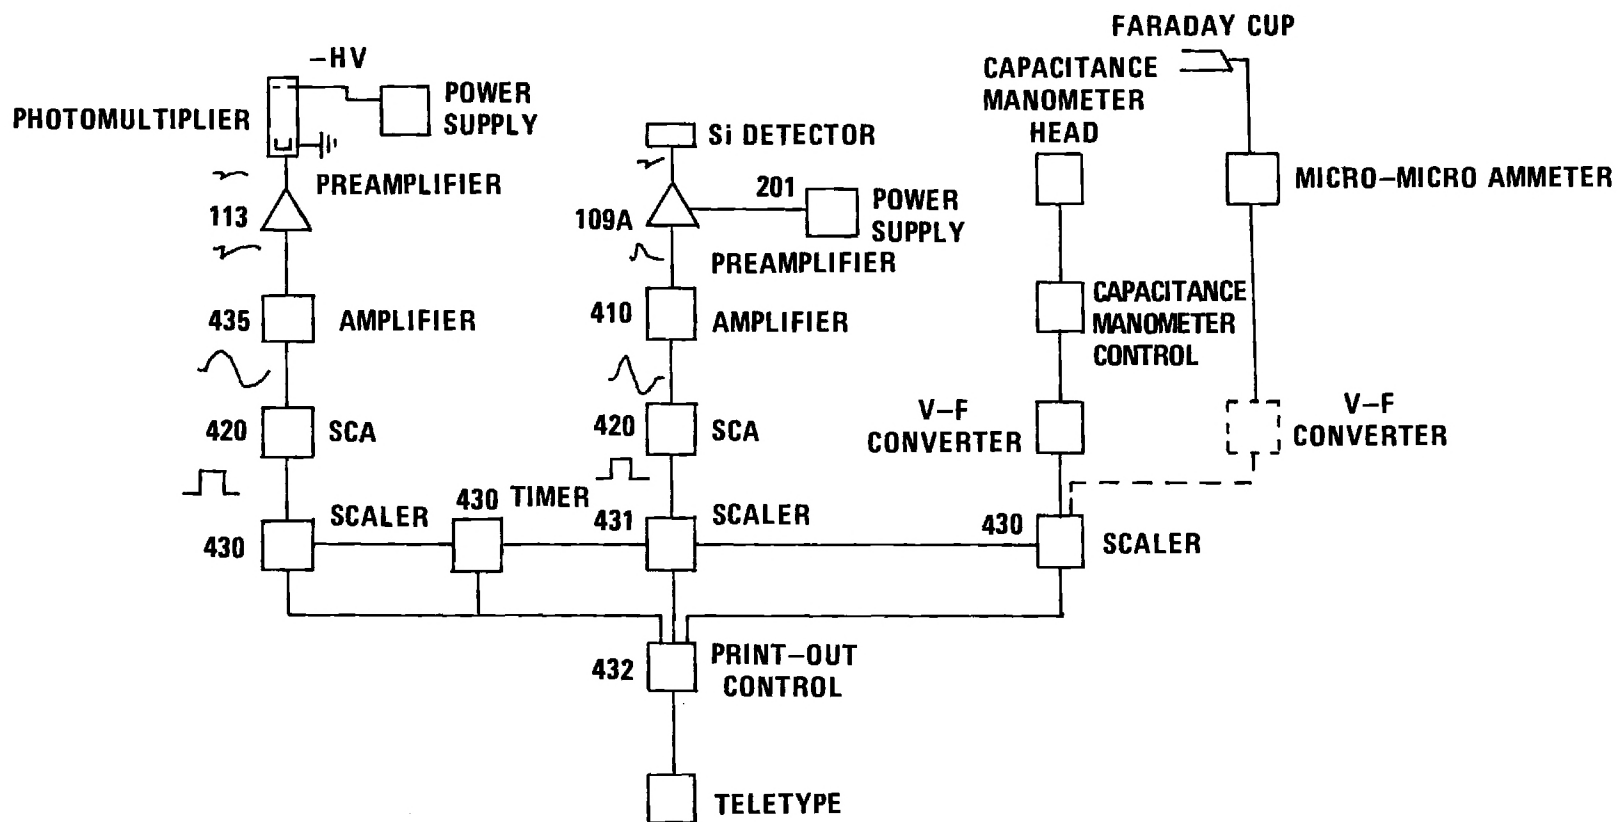 FARADAY CUP
-HV
CAPACITANCE
MANOMETER
HEAD
PHOTOMULTIPLIER
POWER
SUPPLY
Si DETECTOR
PREAMPLIFIER
113
109A
201
POWER
SUPPLY
PREAMPLIFIER
MICRO-MICRO AMMETER
435
AMPLIFIER
410
AMPLIFIER
CAPACITANCE
MANOMETER
CONTROL
420
SCA
420
SCA
V-F
CONVERTER
V-F
CONVERTER
SCALER
430
430
TIMER
431
SCALER
430
SCALER
432
PRINT-OUT
CONTROL
TELETYPE